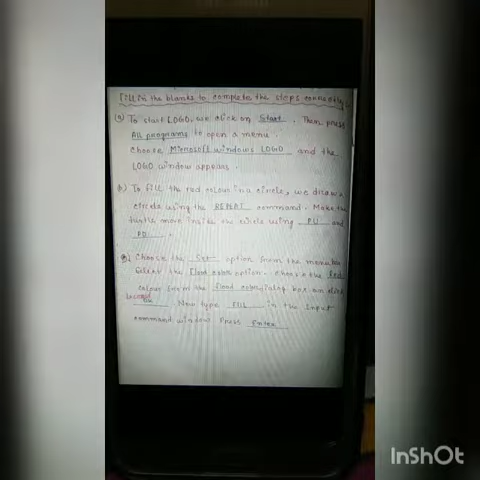 Fill in the blanks to complete the steps correctly.
(a) To start LOGO, we click on Start. Then press
All programs to open a menu.
Choose Microsoft windows LOGO and the
LOGO window appears.
To fill the red colour in a circle, we draw a
circle using the REPEAT command. Make the
turtle move inside the circle using PU and
PD.
Choose the Set option from the menu bar
Select the Flood color option. Choose the Red
colour from the flood color dialog box and click
OK. Now type FILL in the Input
command window. Press Enter
InShOt